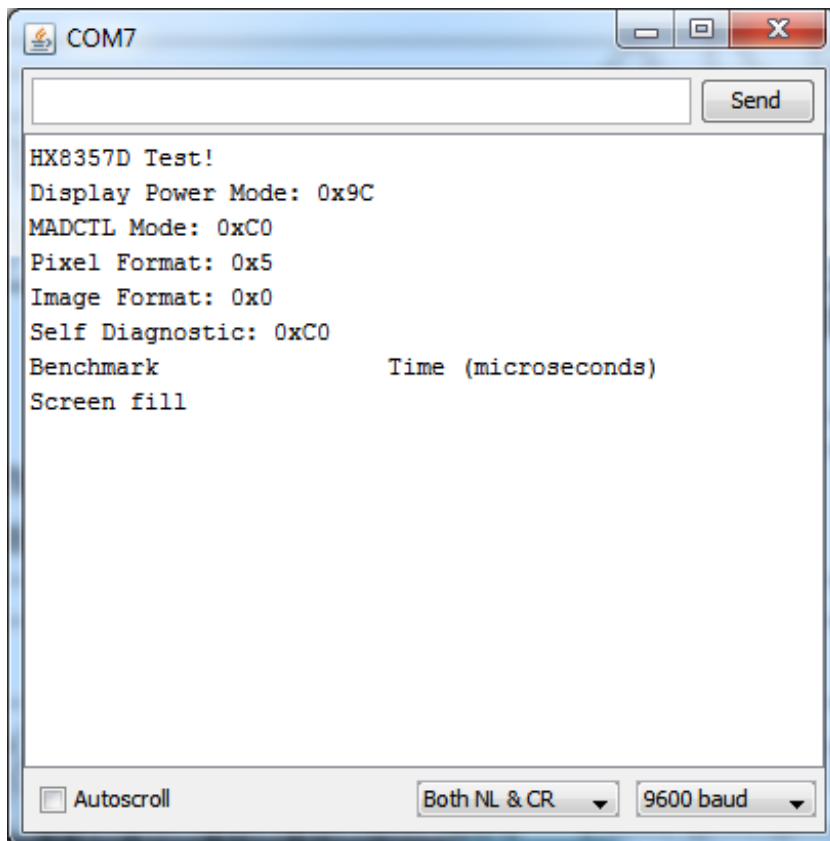 COM7
Send
HX8357D Test!
Display Power Mode: 0x9C
MADCTL Mode: 0xC0
Pixel Format: 0x5
Image Format: 0x0
Self Diagnostic: 0xC0
Benchmark                Time (microseconds)
Screen fill
Autoscroll Both NL & CR 9600 baud